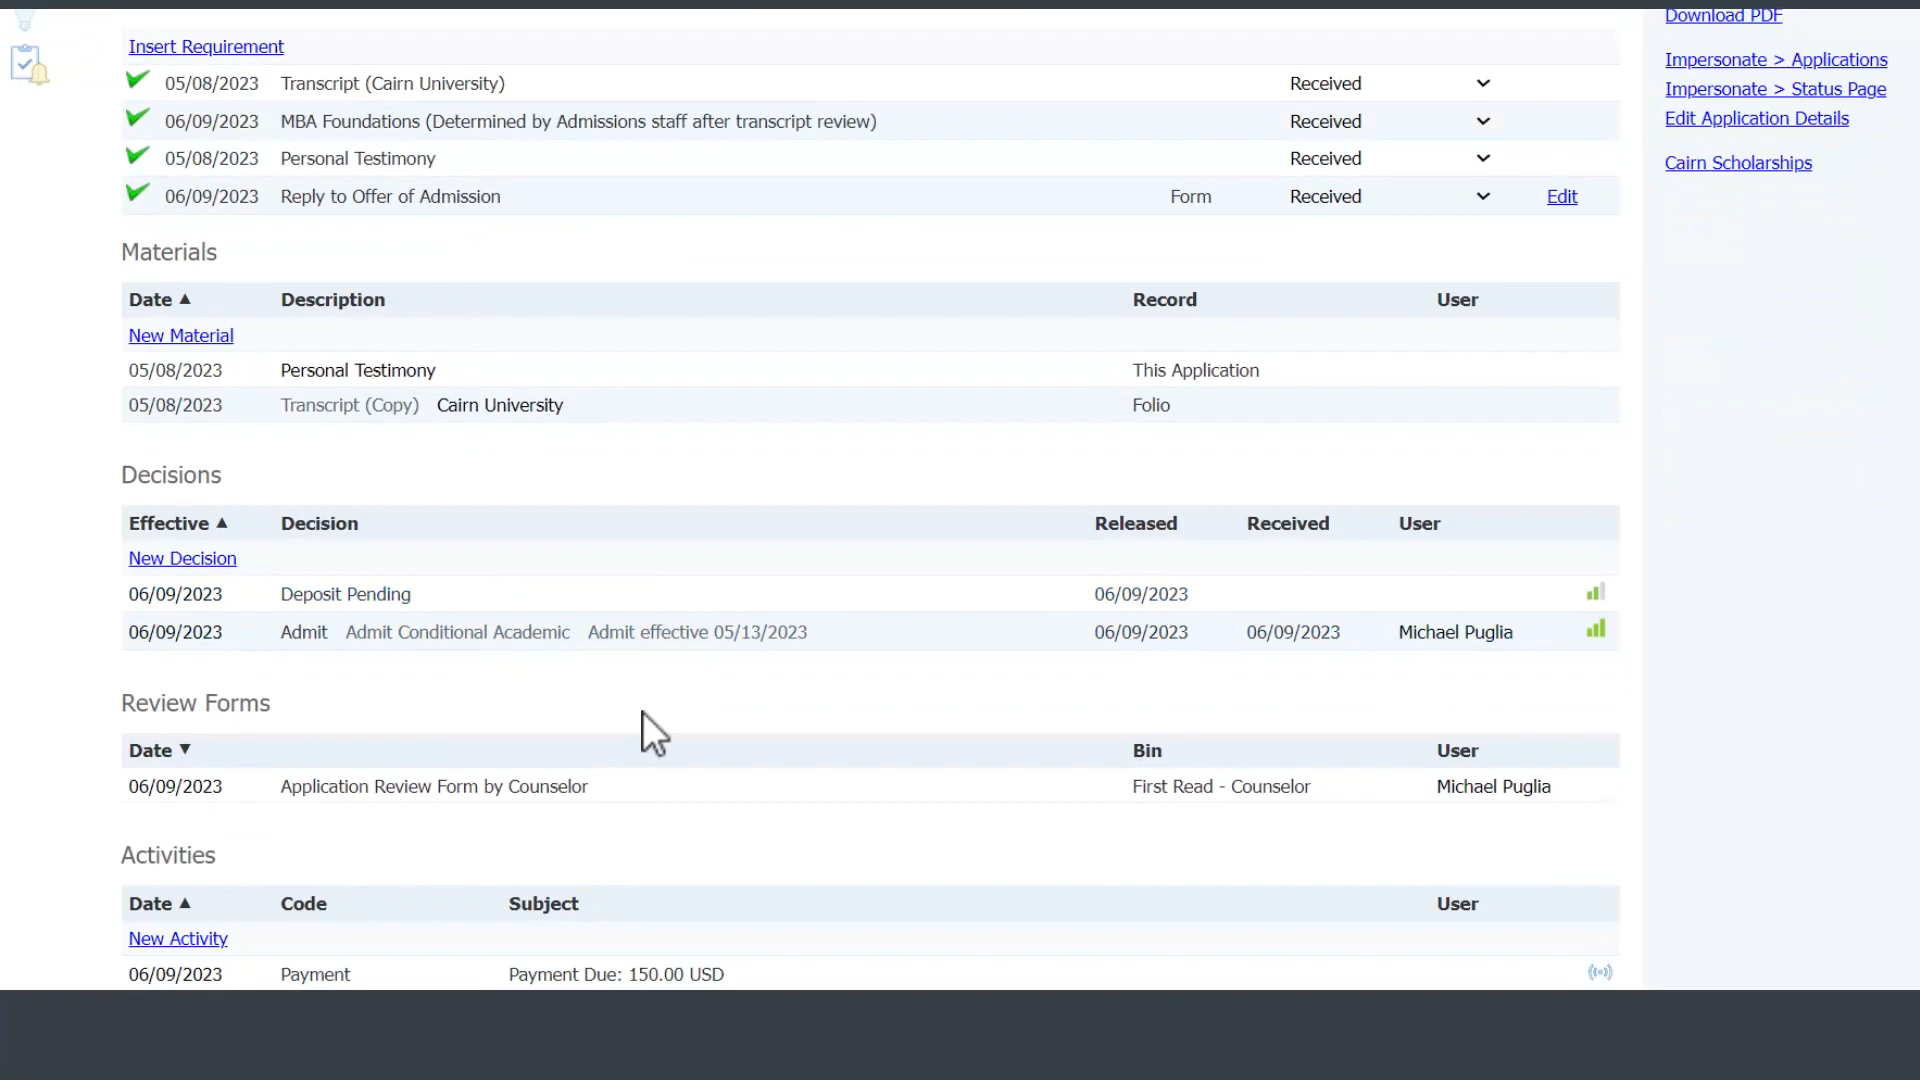 Download PDF
Insert Requirement
05/08/2023 Transcript (Cairn University) Received
Impersonate > Applications
Impersonate > Status Page
06/09/2023 MBA Foundations (Determined by Admissions staff after transcript review) Received
Edit Application Details
05/08/2023 Personal Testimony Received
Cairn Scholarships
06/09/2023 Reply to Offer of Admission Form Received Edit
Materials
Date ▲ Description Record User
New Material
05/08/2023 Personal Testimony This Application
05/08/2023 Transcript (Copy) Cairn University Folio
Decisions
Effective ▲ Decision Released Received User
New Decision
06/09/2023 Deposit Pending 06/09/2023
06/09/2023 Admit Admit Conditional Academic Admit effective 05/13/2023 06/09/2023 06/09/2023 Michael Puglia
Review Forms
Date ▼ Bin User
06/09/2023 Application Review Form by Counselor First Read - Counselor Michael Puglia
Activities
Date ▲ Code Subject User
New Activity
06/09/2023 Payment Payment Due: 150.00 USD